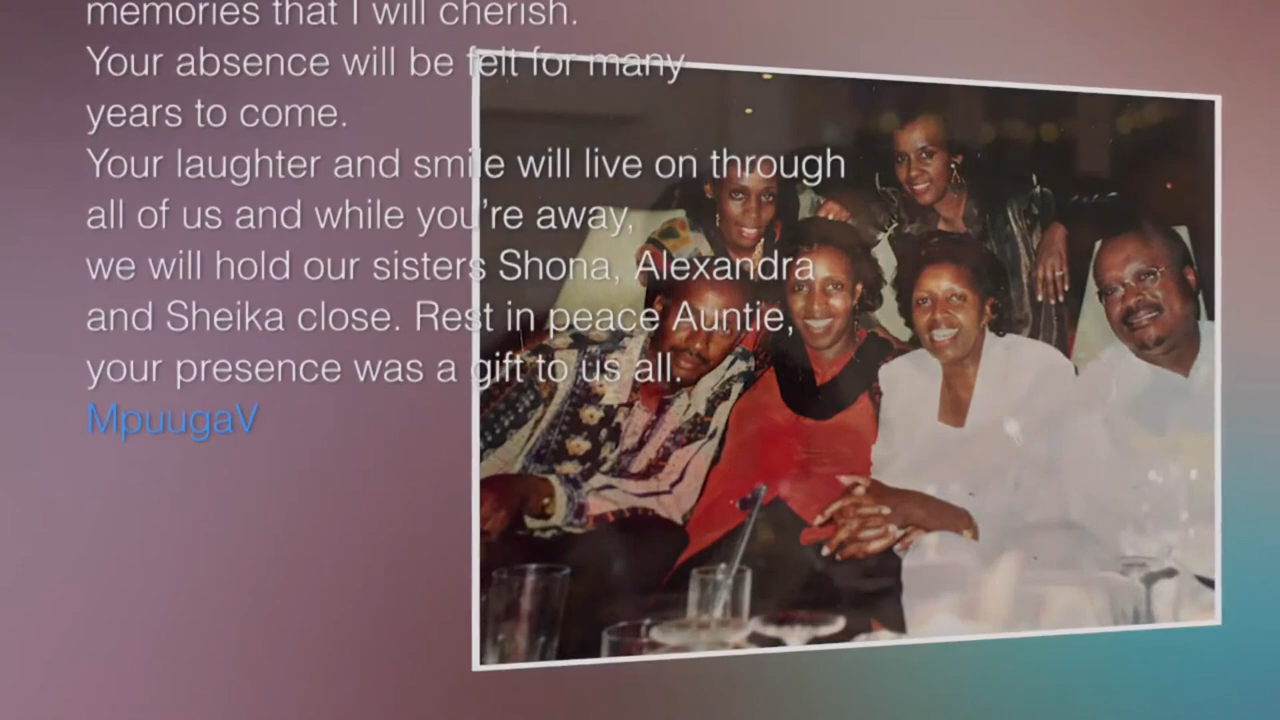 memories that I will cherish.
Your absence will be felt for many
years to come.
Your laughter and smile will live on through
all of us and while you're away,
we will hold our sisters Shona, Alexandra
and Sheika close. Rest in peace Auntie,
your presence was a gift to us all.
MpuugaV